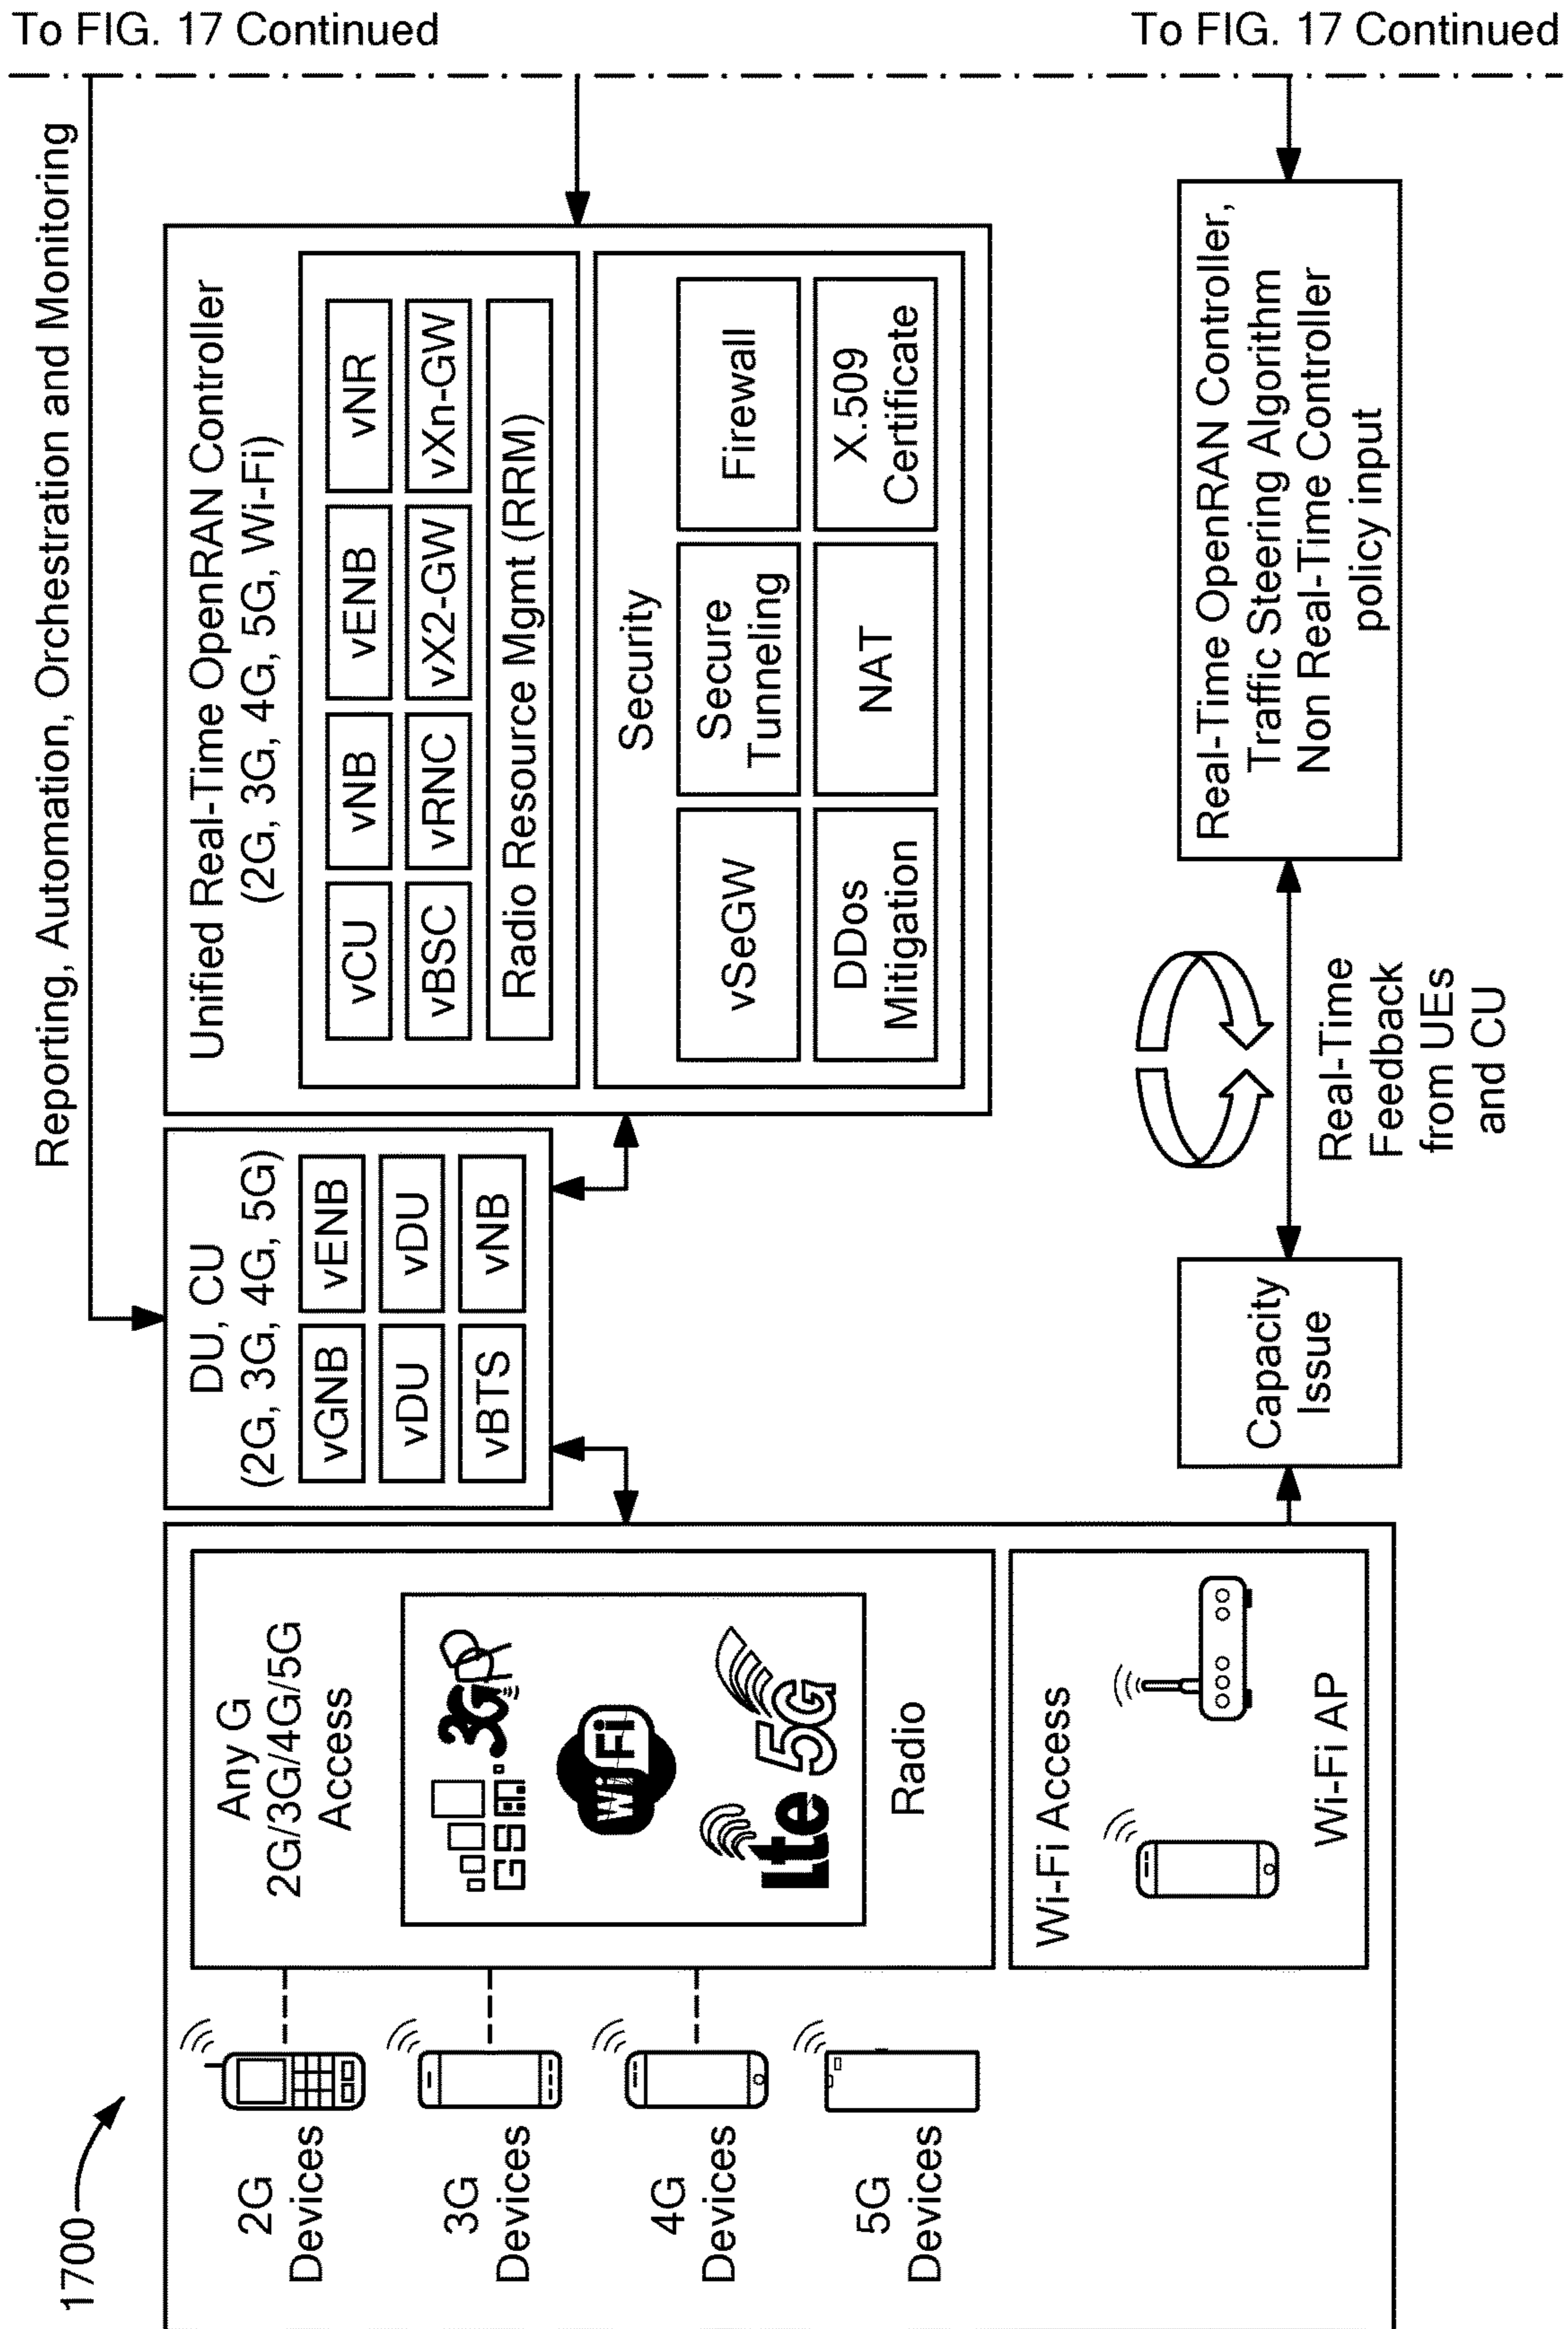 To FIG. 17 Continued
To FIG. 17 Continued
1700
Reporting, Automation, Orchestration and Monitoring
2G
Devices
3G
Devices
4G
Devices
5G
Devices
Any G
2G/3G/4G/5G
Access
GSM
3GPP
WiFi
Lte
5G
Radio
Wi-Fi Access
Wi-Fi AP
DU, CU
(2G, 3G, 4G, 5G)
vGNB
vENB
vDU
vDU
vBTS
vNB
Unified Real-Time OpenRAN Controller
(2G, 3G, 4G, 5G, Wi-Fi)
vCU
vNB
vENB
vNR
vBSC
vRNC
vX2-GW
vXn-GW
Radio Resource Mgmt (RRM)
Security
vSeGW
Secure
Tunneling
Firewall
DDos
Mitigation
NAT
X.509
Certificate
Capacity
Issue
Real-Time
Feedback
from UEs
and CU
Real-Time OpenRAN Controller,
Traffic Steering Algorithm
Non Real-Time Controller
policy input